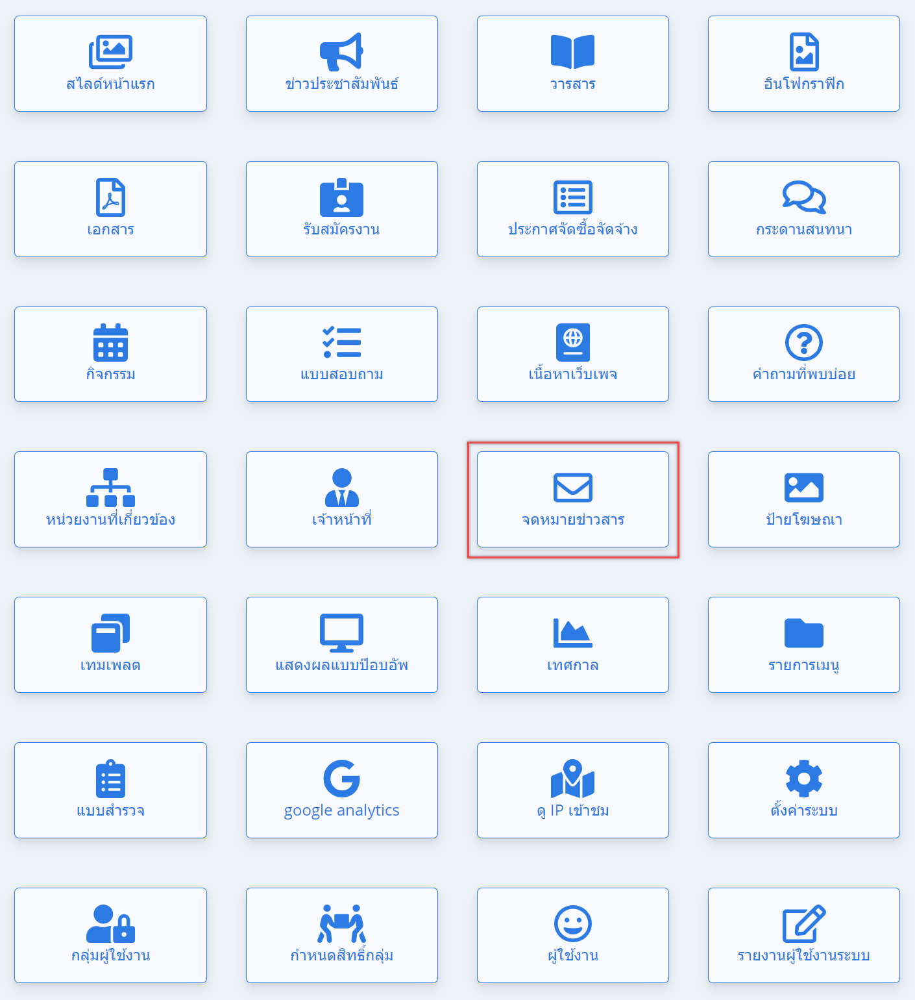 สไลด์หน้าแรก
ข่าวประชาสัมพันธ์
วารสาร
อินโฟกราฟิก
เอกสาร
รับสมัครงาน
ประกาศจัดซื้อจัดจ้าง
กระดานสนทนา
กิจกรรม
แบบสอบถาม
เนื้อหาเว็บเพจ
คำถามที่พบบ่อย
หน่วยงานที่เกี่ยวข้อง
เจ้าหน้าที่
จดหมายข่าวสาร
ป้ายโฆษณา
เทมเพลต
แสดงผลแบบป๊อบอัพ
เทศกาล
รายการเมนู
แบบสำรวจ
google analytics
ดู IP เข้าชม
ตั้งค่าระบบ
กลุ่มผู้ใช้งาน
กำหนดสิทธิ์กลุ่ม
ผู้ใช้งาน
รายงานผู้ใช้งานระบบ